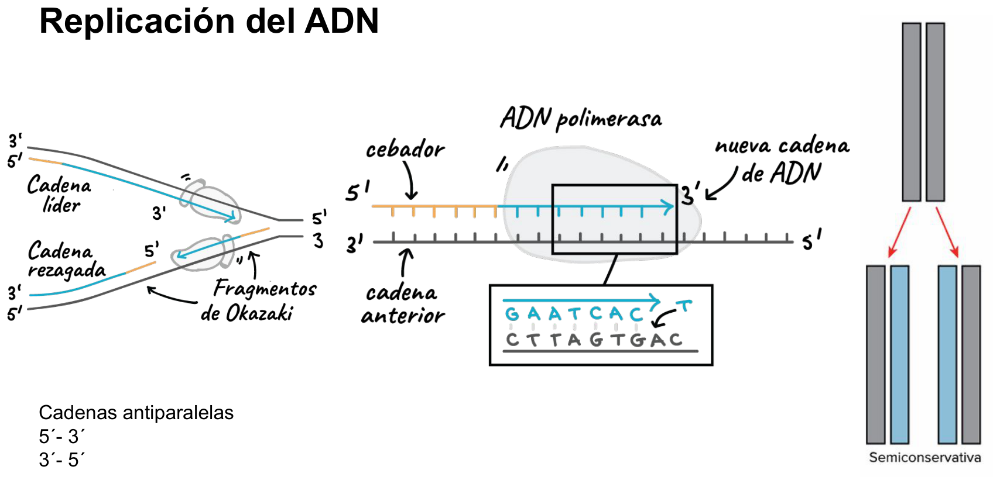 Replicación del ADN
3'
5'
Cadena
líder
3'
5'
3
Cadena
rezagada
5'
3'
5'
Fragmentos
de Okazaki
ADN polimerasa
cebador
nueva cadena
de ADN
5'
3'
3'
5'
cadena
anterior
G A A T C A C T
C T T A G T G A C
Semiconservativa
Cadenas antiparalelas
5´- 3´
3´- 5´